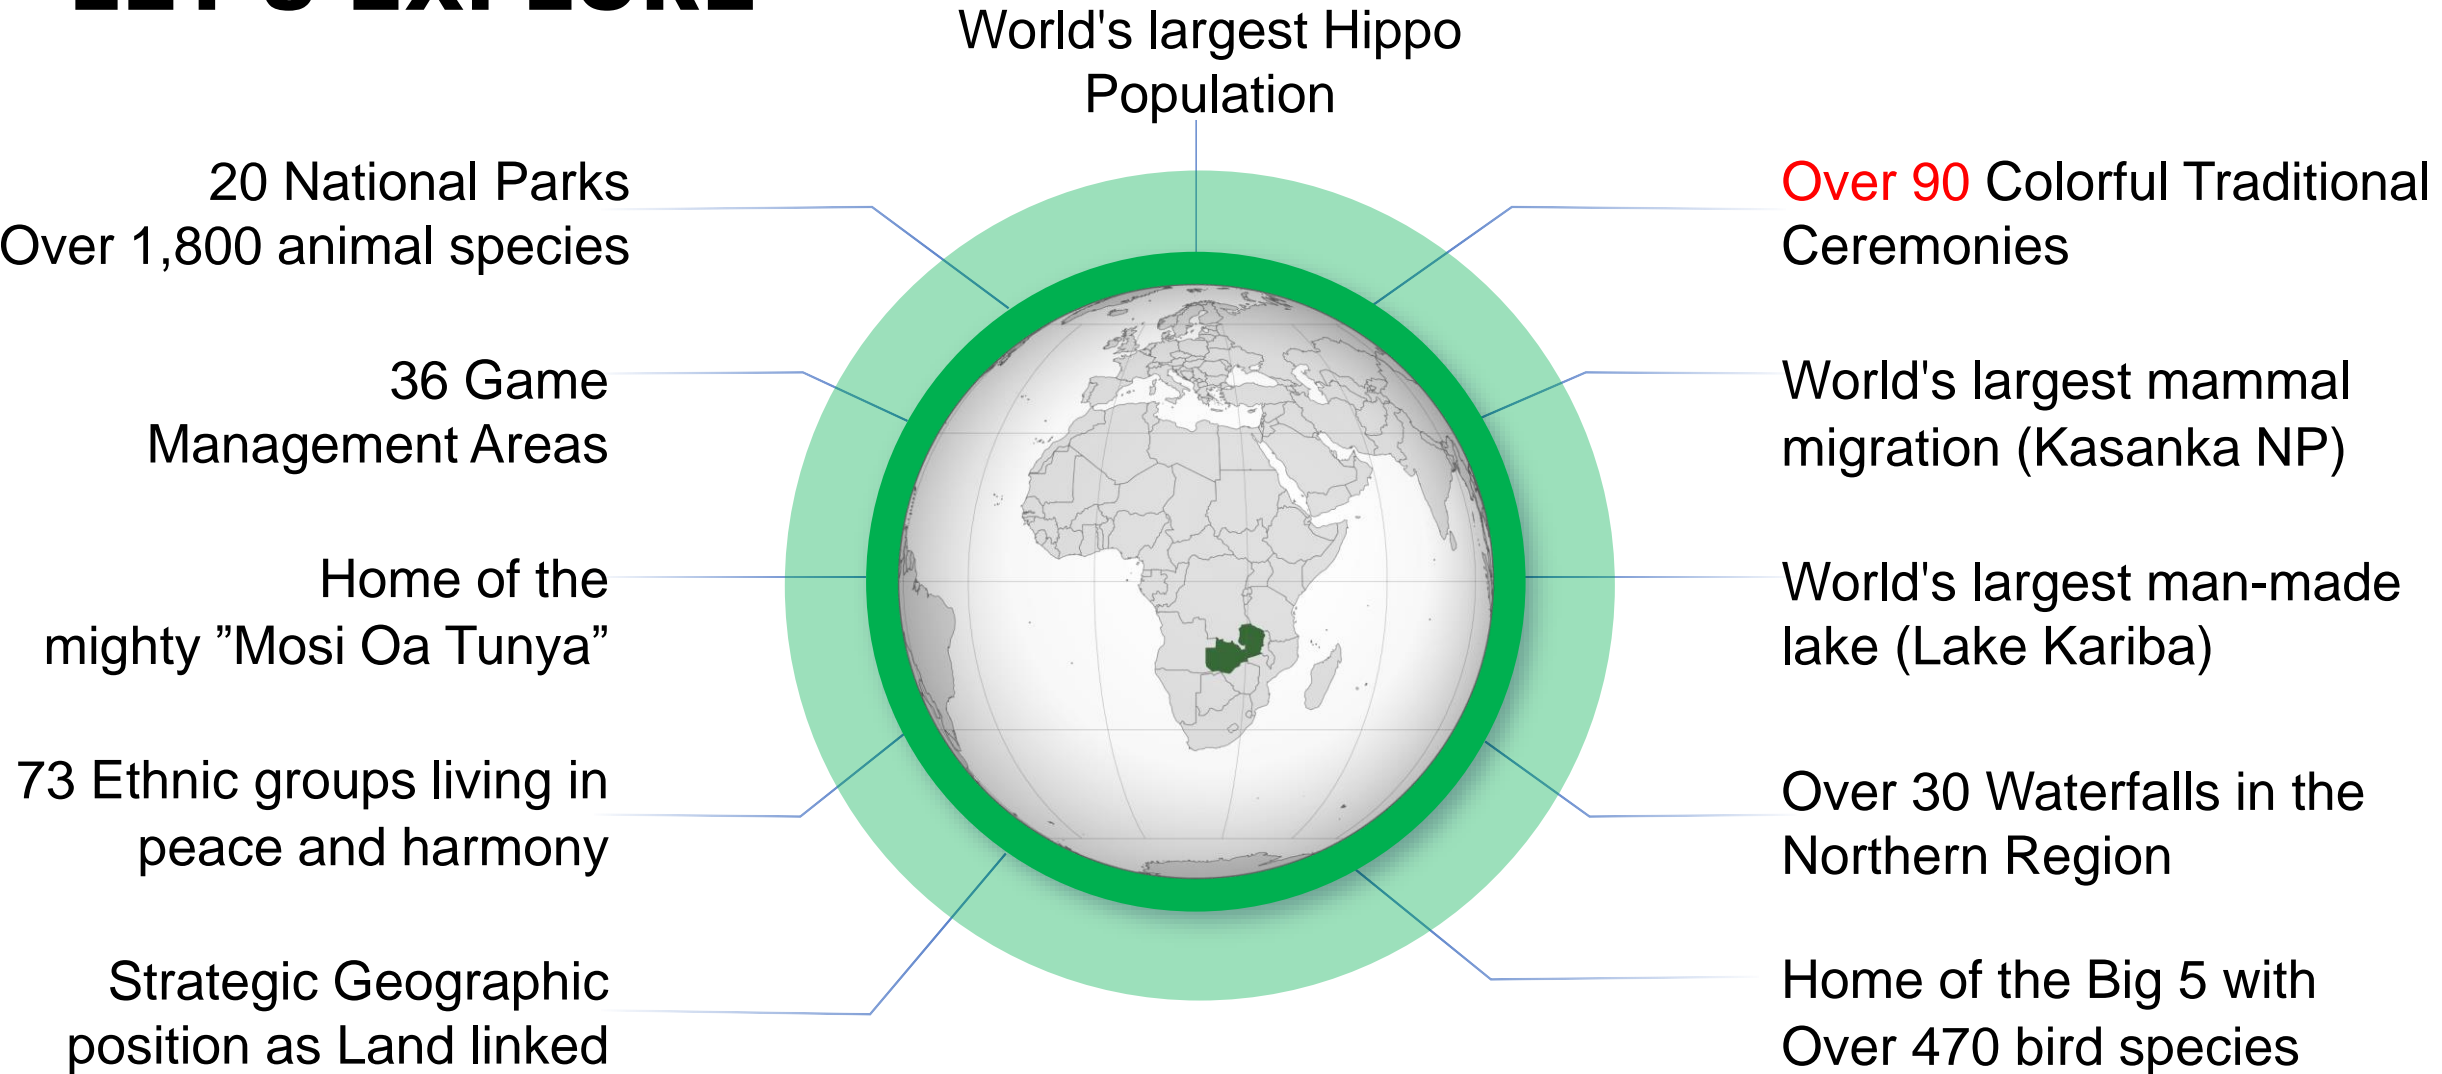 LET'S EXPLORE
World's largest Hippo
Population
20 National Parks
Over 1,800 animal species
36 Game
Management Areas
Home of the
mighty ”Mosi Oa Tunya”
73 Ethnic groups living in
peace and harmony
Strategic Geographic
position as Land linked
Over 90 Colorful Traditional
Ceremonies
World's largest mammal
migration (Kasanka NP)
World's largest man-made
lake (Lake Kariba)
Over 30 Waterfalls in the
Northern Region
Home of the Big 5 with
Over 470 bird species